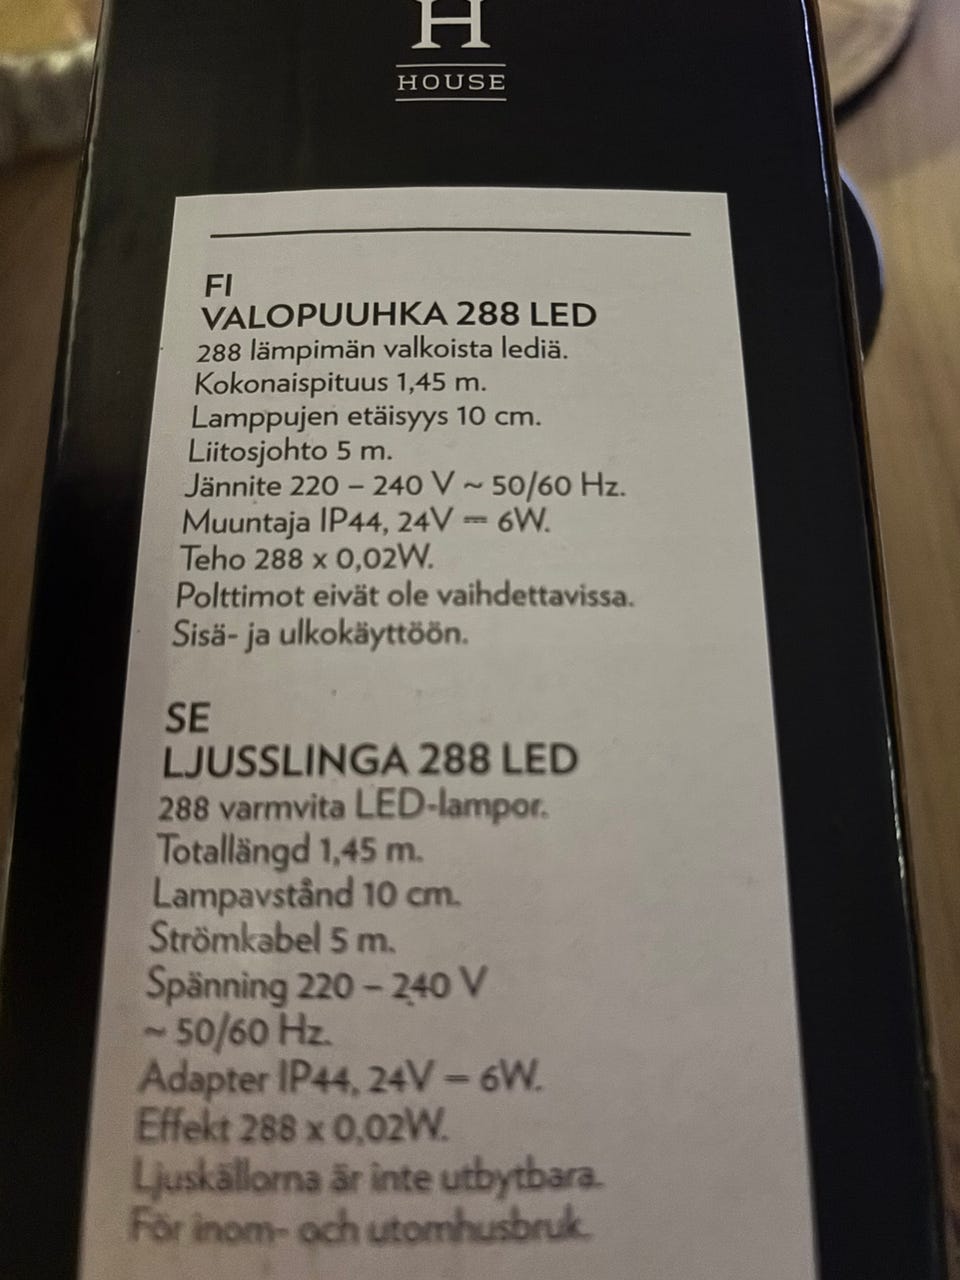 H
HOUSE
FI
VALOPUUHKA 288 LED
288 lämpimän valkoista lediä.
Kokonaispituus 1,45 m.
Lamppujen etäisyys 10 cm.
Liitosjohto 5 m.
Jännite 220 – 240 V ~ 50/60 Hz.
Muuntaja IP44, 24V ⎓ 6W.
Teho 288 x 0,02W.
Polttimot eivät ole vaihdettavissa.
Sisä- ja ulkokäyttöön.
SE
LJUSSLINGA 288 LED
288 varmvita LED-lampor.
Totallängd 1,45 m.
Lampavstånd 10 cm.
Strömkabel 5 m.
Spänning 220 – 240 V
~ 50/60 Hz.
Adapter IP44, 24V ⎓ 6W.
Effekt 288 x 0,02W.
Ljuskällorna är inte utbytbara.
För inom- och utomhusbruk.